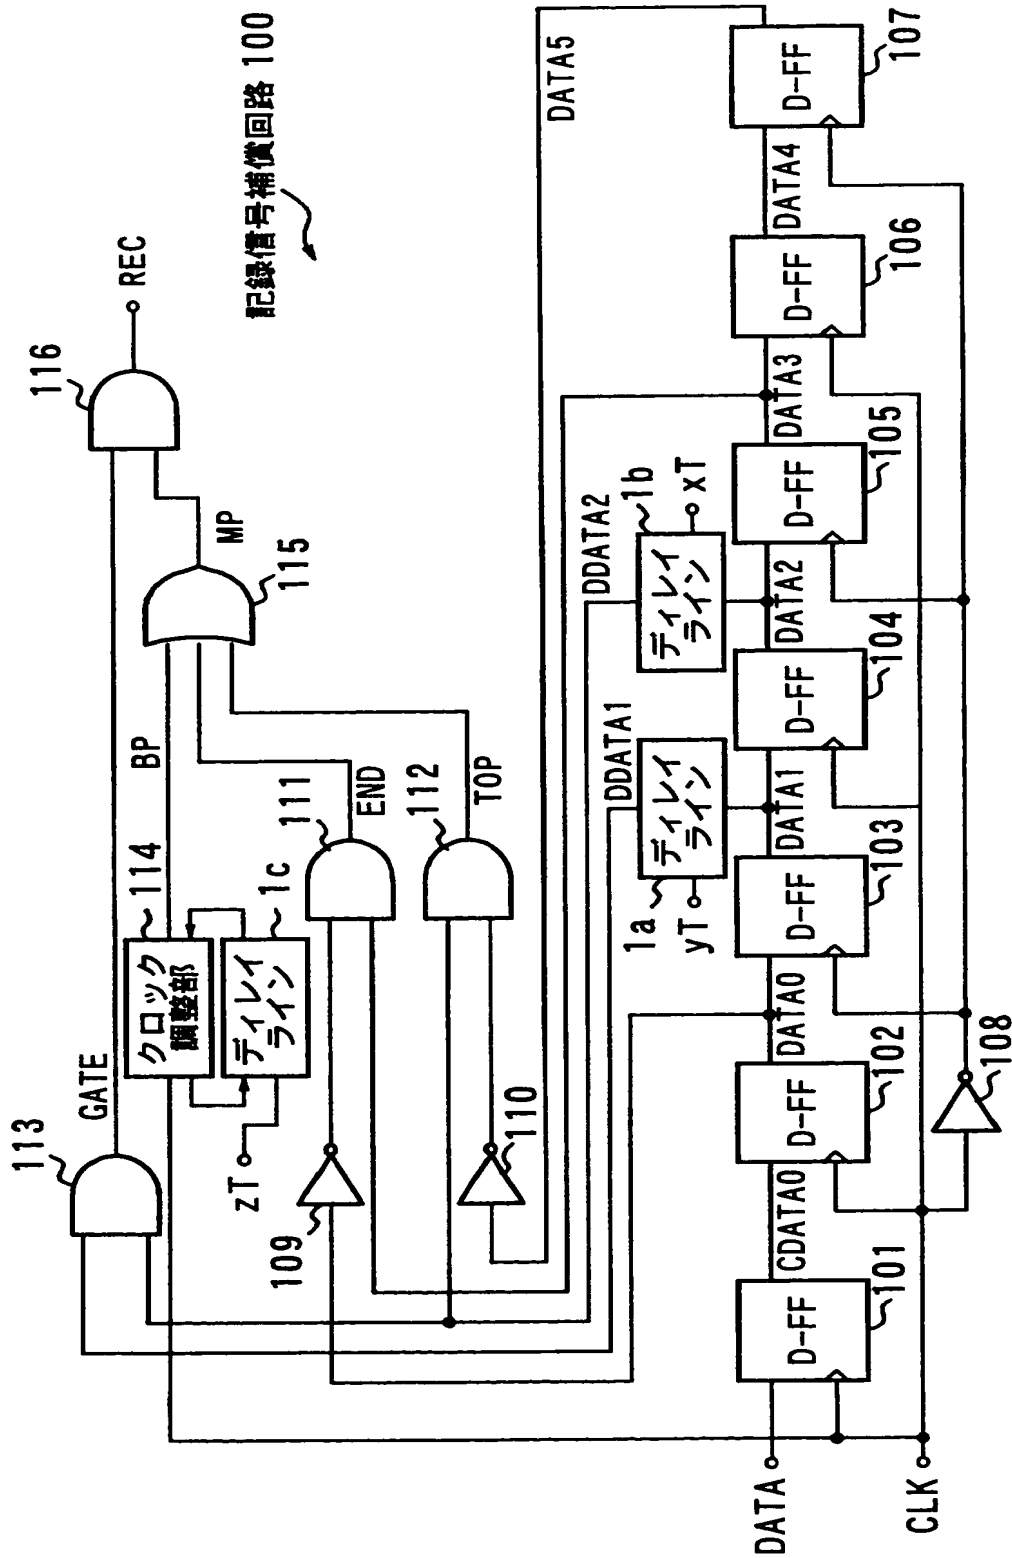 記録信号補償回路 100
113
GATE
クロック
調整部
114
BP
ディレイ
ライン
1c
zT
109
110
111
END
112
TOP
115
MP
116
REC
DDATA1
ディレイ
ライン
1a
yT
DDATA2
ディレイ
ライン
1b
xT
DATA5
DATA
D-FF
101
CDATA0
D-FF
102
DATA0
D-FF
103
DATA1
D-FF
104
DATA2
D-FF
105
DATA3
D-FF
106
DATA4
D-FF
107
CLK
108